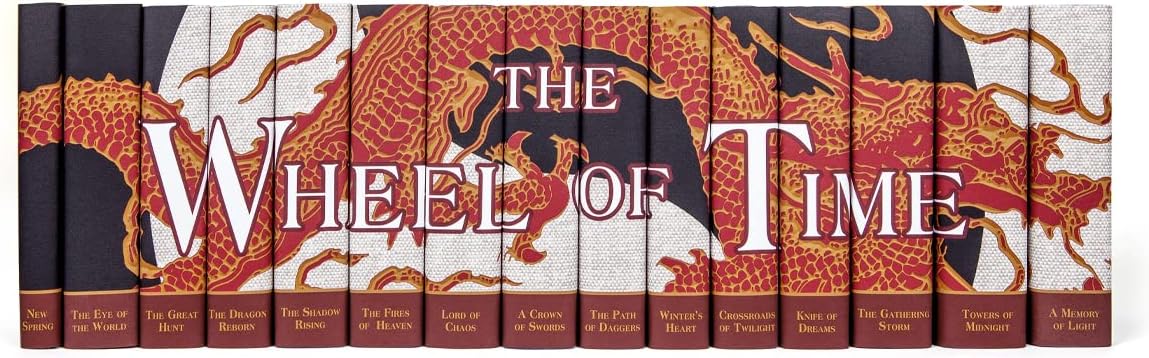 THE
WHEEL OF TIME
NEW
SPRING
THE EYE OF
THE WORLD
THE GREAT
HUNT
THE DRAGON
REBORN
THE SHADOW
RISING
THE FIRES
OF HEAVEN
LORD OF
CHAOS
A CROWN
OF SWORDS
THE PATH
OF DAGGERS
WINTER'S
HEART
CROSSROADS
OF TWILIGHT
KNIFE OF
DREAMS
THE GATHERING
STORM
TOWERS OF
MIDNIGHT
A MEMORY
OF LIGHT